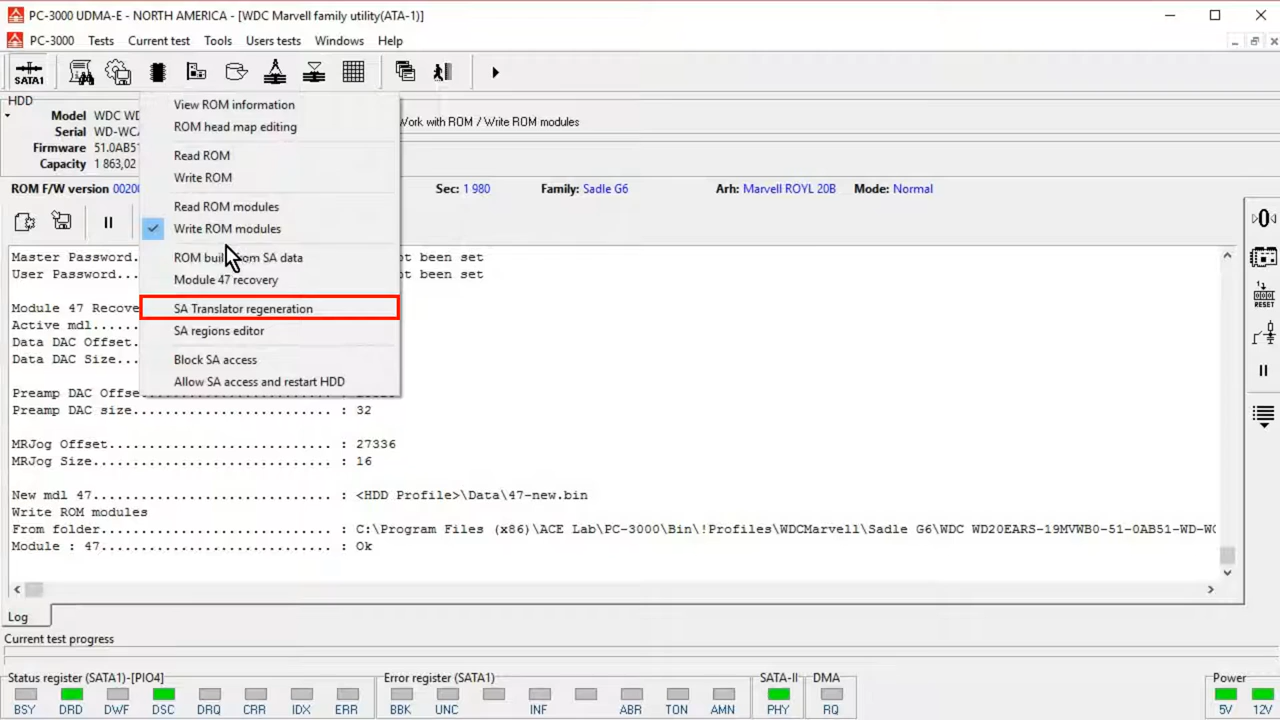 PC-3000 UDMA-E - NORTH AMERICA - [WDC Marvell family utility(ATA-1)]
PC-3000 Tests Current test Tools Users tests Windows Help
SATA1
HDD
Model WDC WD
Serial WD-WCA
Firmware 51.0AB51
Capacity 1 863,02
Work with ROM / Write ROM modules
ROM F/W version 00200 Sec: 1 980 Family: Sadle G6 Arh: Marvell ROYL 20B Mode: Normal
View ROM information
ROM head map editing
Read ROM
Write ROM
Read ROM modules
Write ROM modules
ROM build from SA data
Module 47 recovery
SA Translator regeneration
SA regions editor
Block SA access
Allow SA access and restart HDD
RESET
Master Password. t been set
User Password... t been set
Module 47 Recove
Active mdl.....
Data DAC Offset.
Data DAC Size...
Preamp DAC Offse
Preamp DAC size............................ : 32
MRJog Offset............................... : 27336
MRJog Size................................. : 16
New mdl 47................................. : <HDD Profile>\Data\47-new.bin
Write ROM modules
From folder................................ : C:\Program Files (x86)\ACE Lab\PC-3000\Bin\!Profiles\WDCMarvell\Sadle G6\WDC WD20EARS-19MVWB0-51-0AB51-WD-WC
Module : 47................................ : Ok
Log
Current test progress
Status register (SATA1)-[PIO4] Error register (SATA1) SATA-II DMA Power
BSY DRD DWF DSC DRQ CRR IDX ERR BBK UNC INF ABR TON AMN PHY RQ 5V 12V